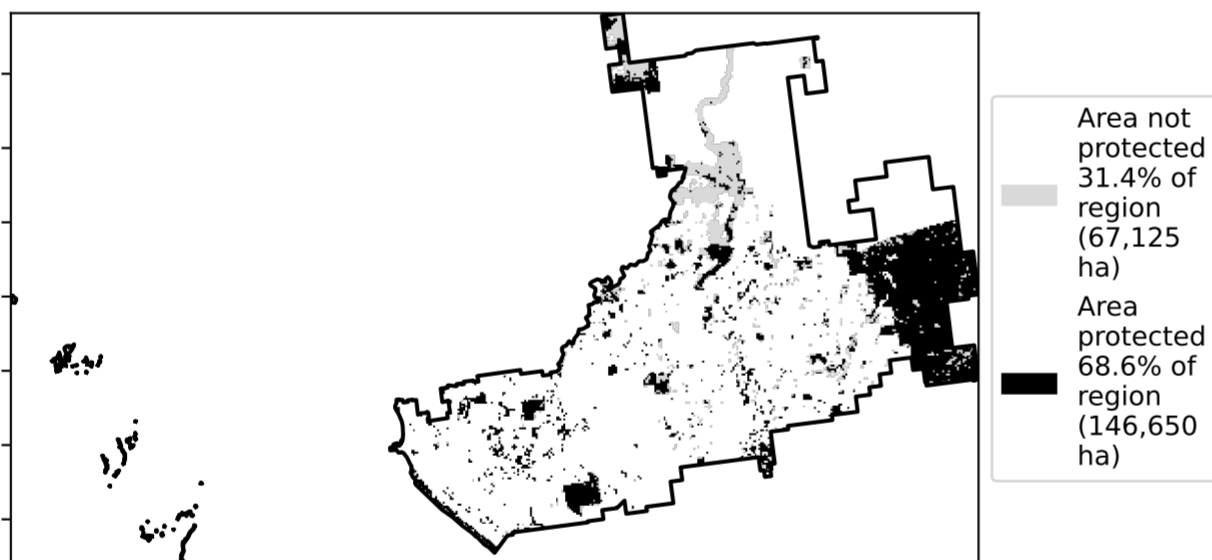 Area not
protected
31.4% of
region
(67,125
ha)
Area
protected
68.6% of
region
(146,650
ha)